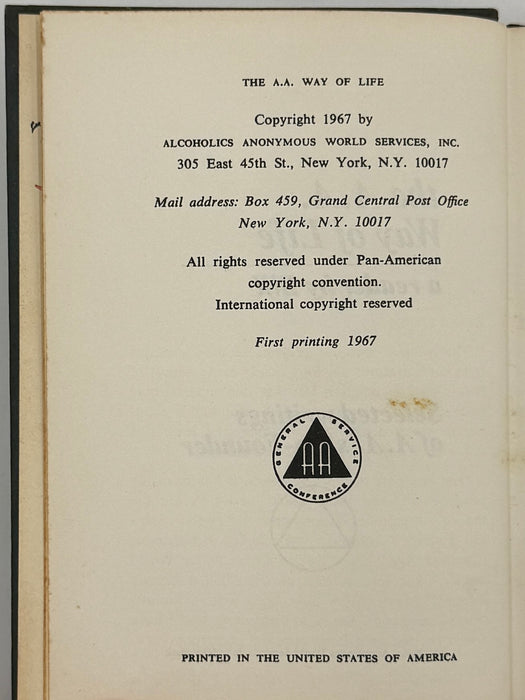 THE A.A. WAY OF LIFE
Copyright 1967 by
ALCOHOLICS ANONYMOUS WORLD SERVICES, INC.
305 East 45th St., New York, N.Y. 10017
Mail address: Box 459, Grand Central Post Office
New York, N.Y. 10017
All rights reserved under Pan-American
copyright convention.
International copyright reserved
First printing 1967
GENERAL SERVICE
AA
CONFERENCE
PRINTED IN THE UNITED STATES OF AMERICA